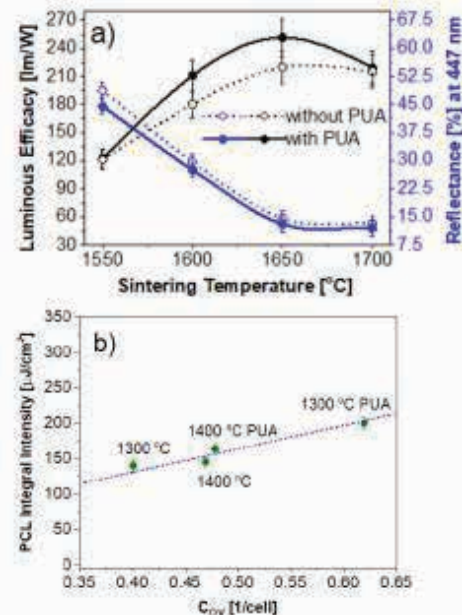 a)
Luminous Efficacy [lm/W]
270
240
210
180
150
120
90
60
30
67.5
60.0
52.5
45.0
37.5
30.0
22.5
15.0
7.5
Reflectance [%] at 447 nm
without PUA
with PUA
1550 1600 1650 1700
Sintering Temperature [°C]
b)
PCL Integral Intensity [µJ/cm²]
350
300
250
200
150
100
50
0
1300 °C PUA
1400 °C PUA
1300 °C
1400 °C
0.35 0.40 0.45 0.50 0.55 0.60 0.65
[1/cell]